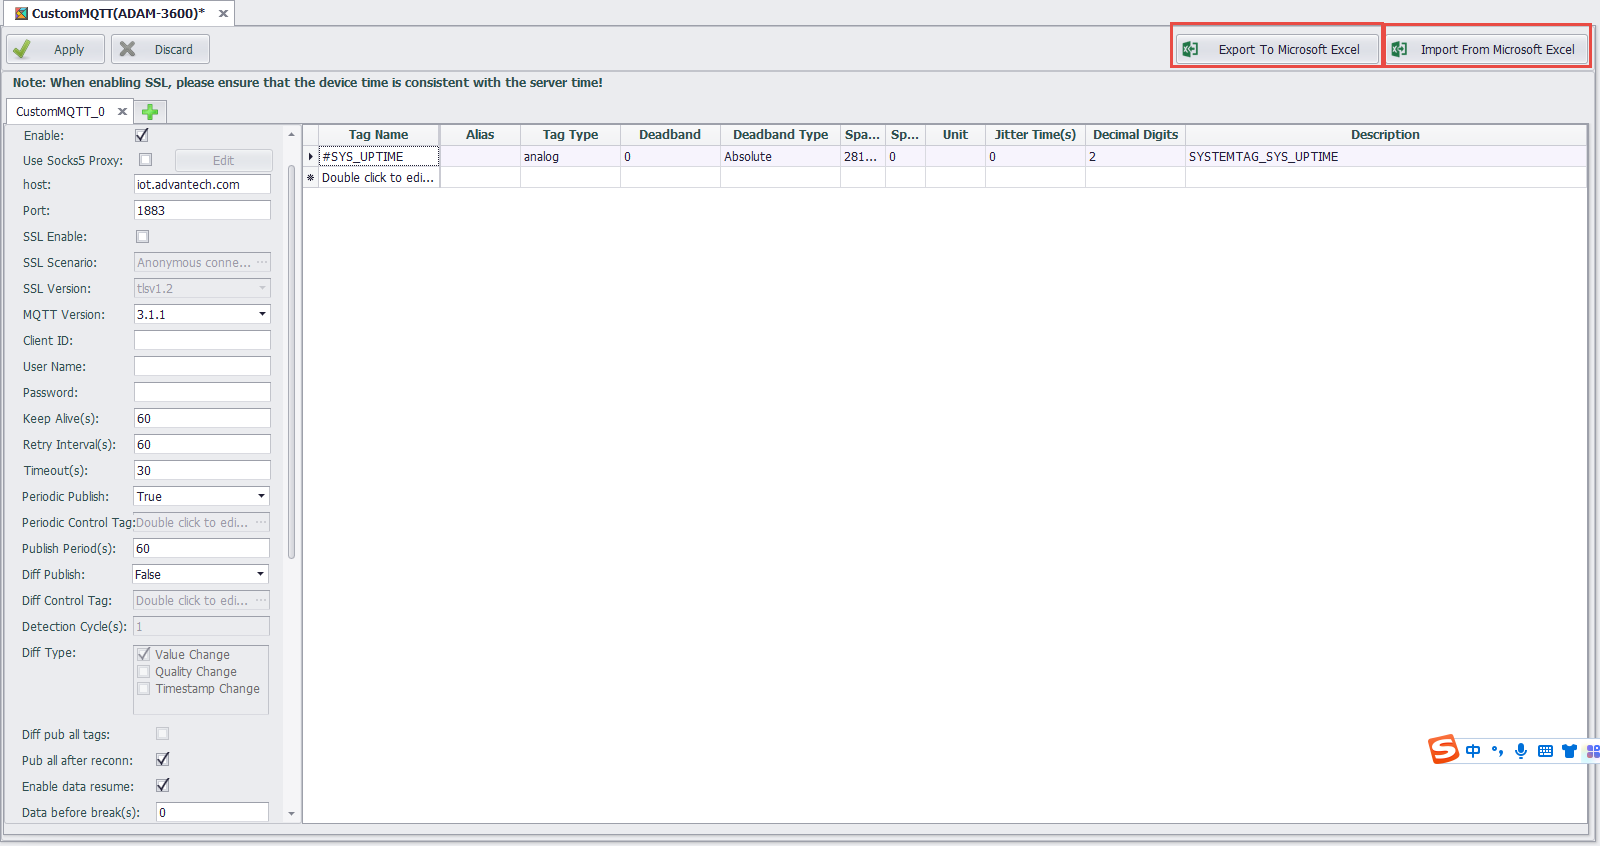 CustomMQTT(ADAM-3600)*
Apply
Discard
Export To Microsoft Excel
Import From Microsoft Excel
Note: When enabling SSL, please ensure that the device time is consistent with the server time!
CustomMQTT_0
Enable:
Use Socks5 Proxy: Edit
host: iot.advantech.com
Port: 1883
SSL Enable:
SSL Scenario: Anonymous conne... ...
SSL Version: tlsv1.2
MQTT Version: 3.1.1
Client ID:
User Name:
Password:
Keep Alive(s): 60
Retry Interval(s): 60
Timeout(s): 30
Periodic Publish: True
Periodic Control Tag: Double click to edi... ...
Publish Period(s): 60
Diff Publish: False
Diff Control Tag: Double click to edi... ...
Detection Cycle(s): 1
Diff Type: Value Change
Quality Change
Timestamp Change
Diff pub all tags:
Pub all after reconn:
Enable data resume:
Data before break(s): 0
Tag Name Alias Tag Type Deadband Deadband Type Spa... Sp... Unit Jitter Time(s) Decimal Digits Description
#SYS_UPTIME analog 0 Absolute 281... 0 0 2 SYSTEMTAG_SYS_UPTIME
Double click to edi...
S 中 °,